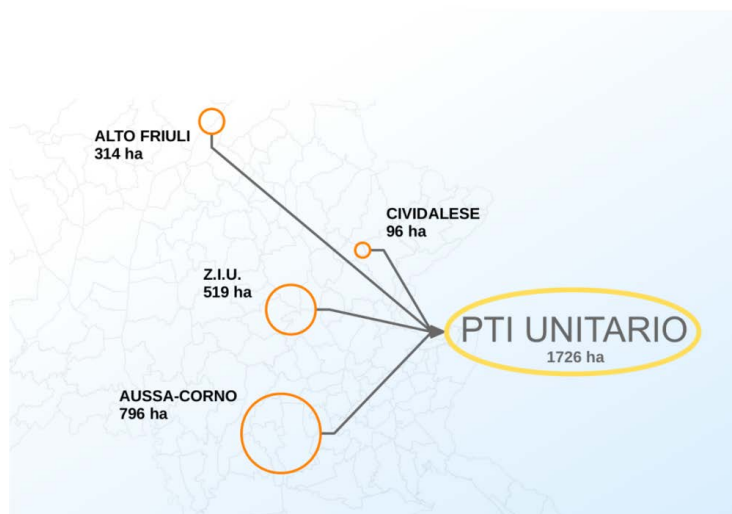 ALTO FRIULI
314 ha
CIVIDALESE
96 ha
Z.I.U.
519 ha
PTI UNITARIO
1726 ha
AUSSA-CORNO
796 ha